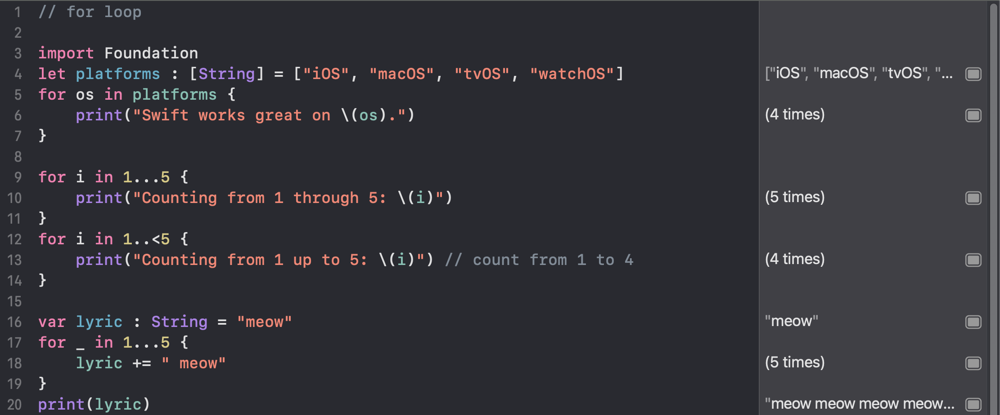 1 // for loop
2
3 import Foundation
4 let platforms : [String] = ["iOS", "macOS", "tvOS", "watchOS"] ["iOS", "macOS", "tvOS", "...
5 for os in platforms {
6     print("Swift works great on \(os).") (4 times)
7 }
8
9 for i in 1...5 {
10     print("Counting from 1 through 5: \(i)") (5 times)
11 }
12 for i in 1..<5 {
13     print("Counting from 1 up to 5: \(i)") // count from 1 to 4 (4 times)
14 }
15
16 var lyric : String = "meow" "meow"
17 for _ in 1...5 {
18     lyric += " meow" (5 times)
19 }
20 print(lyric) "meow meow meow meow...